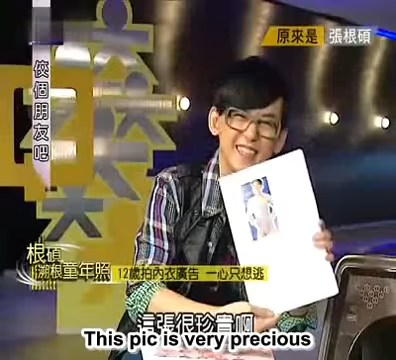 原來是 張根碩
佼個朋友吧
根碩
溯根童年照
12歲拍內衣廣告 一心只想逃
這張很珍貴啊
This pic is very precious